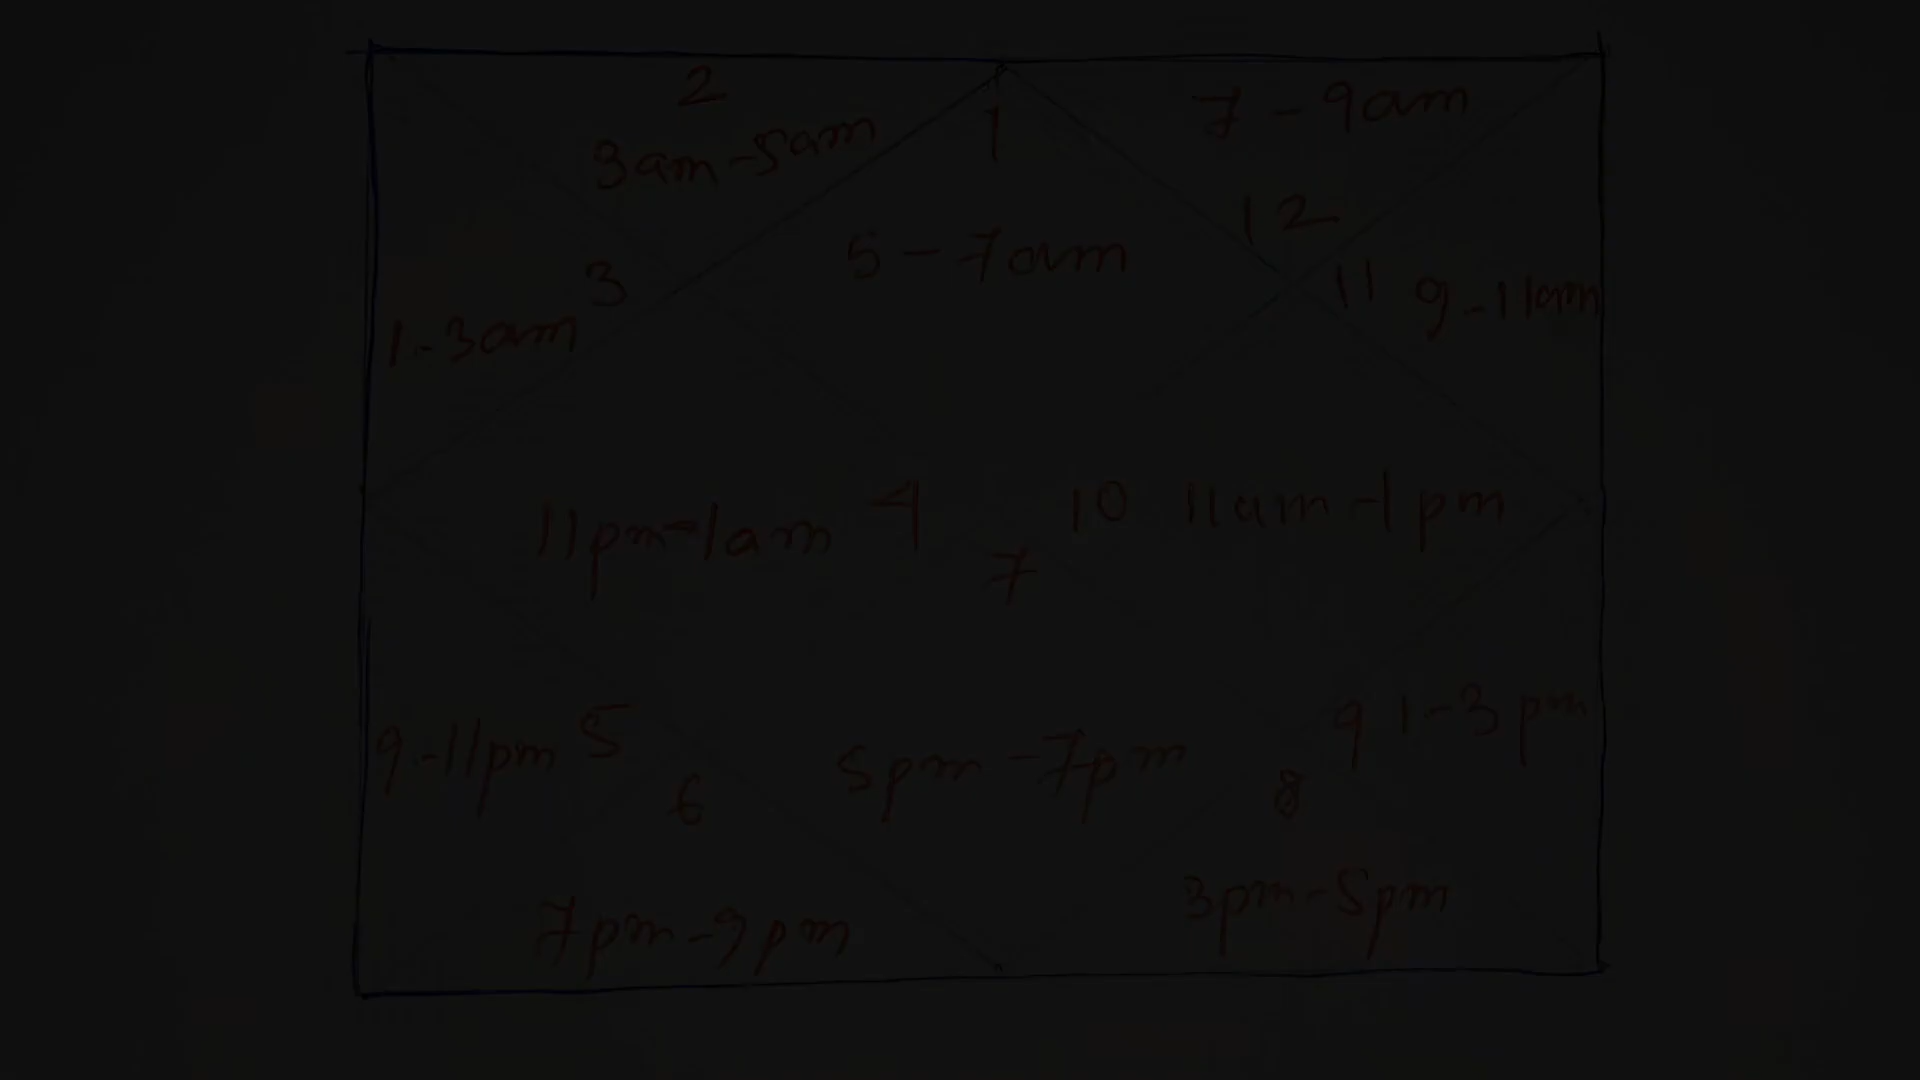 2
3am-5am
1
7-9am
12
5-7am
3
1-3am
11 9-11am
11pm-1am 4
10 11am-1pm
7
9-11pm 5
6
5pm-7pm
9 1-3pm
8
7pm-9pm
3pm-5pm